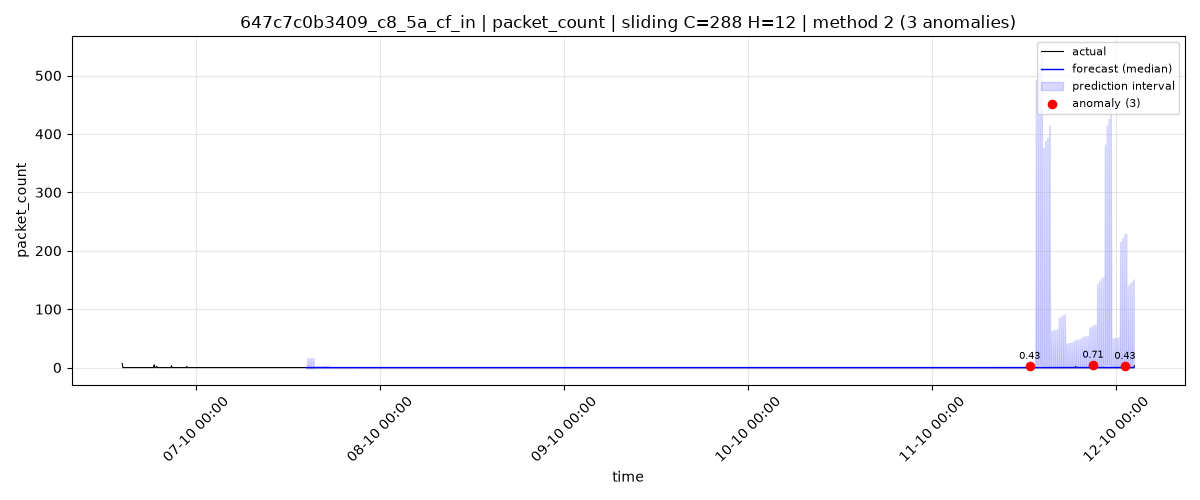 647c7c0b3409_c8_5a_cf_in | packet_count | sliding C=288 H=12 | method 2 (3 anomalies)
actual
forecast (median)
prediction interval
anomaly (3)
packet_count
500
400
300
200
100
0
0.43
0.71
0.43
07-10 00:00
08-10 00:00
09-10 00:00
10-10 00:00
11-10 00:00
12-10 00:00
time